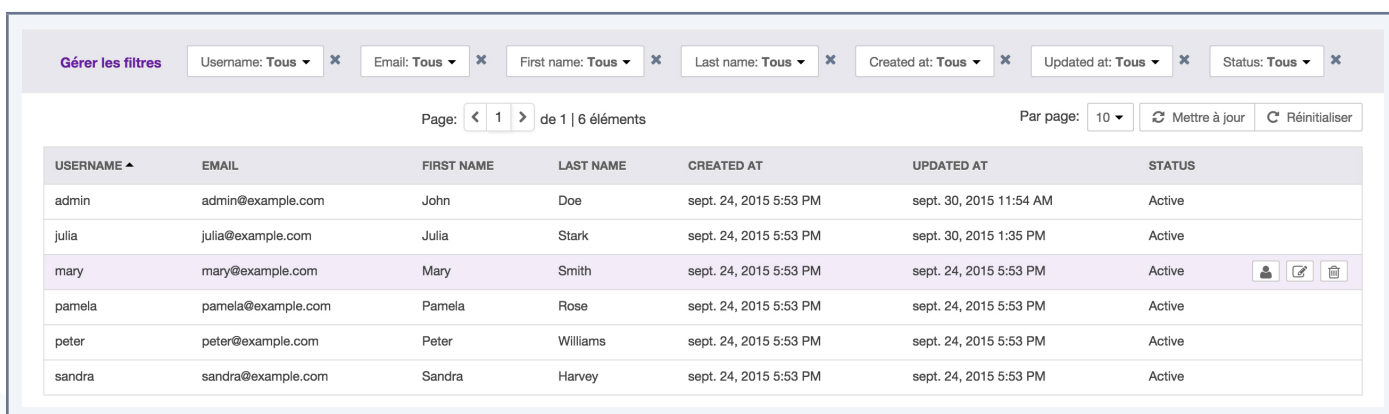 Gérer les filtres Username: Tous Email: Tous First name: Tous Last name: Tous Created at: Tous Updated at: Tous Status: Tous
Page: 1 de 1 | 6 éléments Par page: 10 Mettre à jour Réinitialiser
USERNAME EMAIL FIRST NAME LAST NAME CREATED AT UPDATED AT STATUS
admin admin@example.com John Doe sept. 24, 2015 5:53 PM sept. 30, 2015 11:54 AM Active
julia julia@example.com Julia Stark sept. 24, 2015 5:53 PM sept. 30, 2015 1:35 PM Active
mary mary@example.com Mary Smith sept. 24, 2015 5:53 PM sept. 24, 2015 5:53 PM Active
pamela pamela@example.com Pamela Rose sept. 24, 2015 5:53 PM sept. 24, 2015 5:53 PM Active
peter peter@example.com Peter Williams sept. 24, 2015 5:53 PM sept. 24, 2015 5:53 PM Active
sandra sandra@example.com Sandra Harvey sept. 24, 2015 5:53 PM sept. 24, 2015 5:53 PM Active